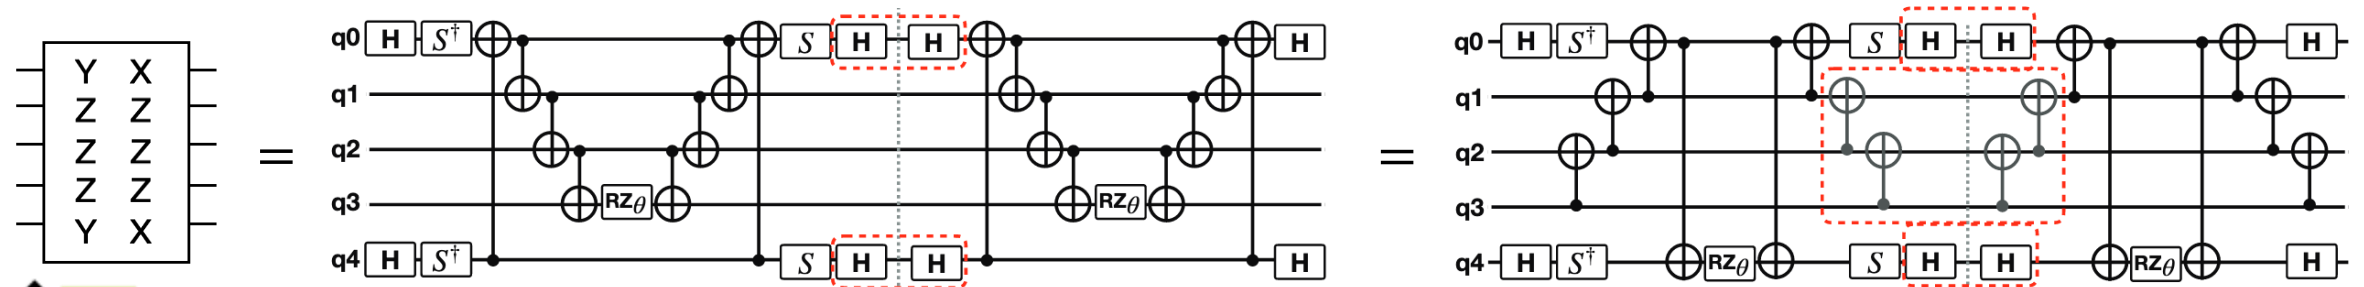 Y X
Z Z
Z Z
Z Z
Y X
=
q0 H S† S H H H
q1
q2
q3 RZθ RZθ
q4 H S† S H H H
=
q0 H S† S H H H
q1
q2
q3
q4 H S† RZθ S H H RZθ H